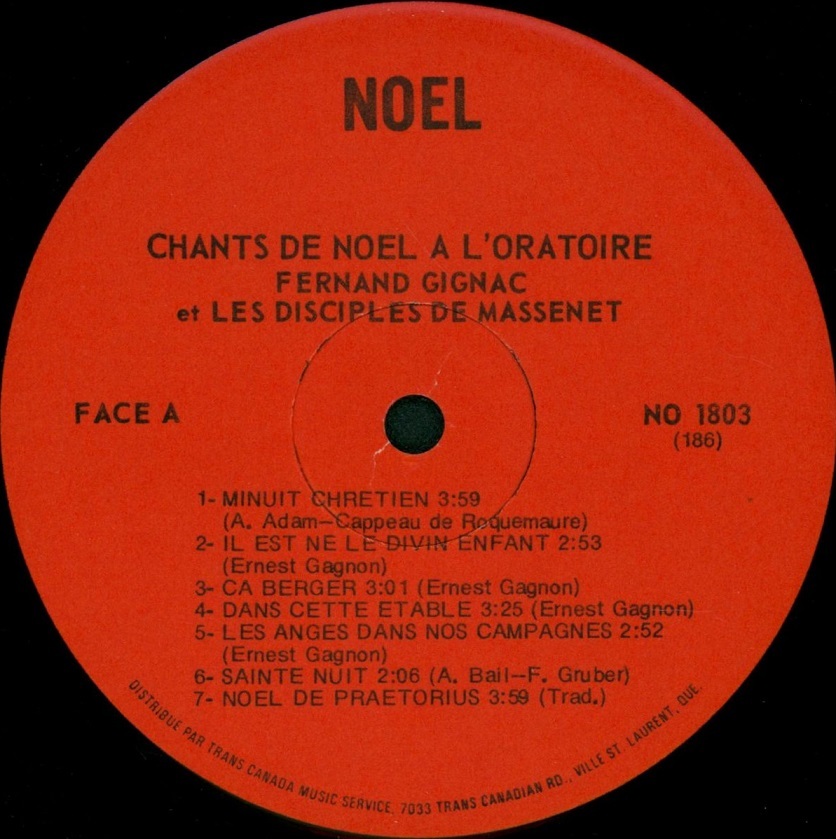 NOEL
CHANTS DE NOEL A L'ORATOIRE
FERNAND GIGNAC
et LES DISCIPLES DE MASSENET
FACE A
NO 1803
(186)
1- MINUIT CHRETIEN 3:59
(A. Adam–Cappeau de Roquemaure)
2- IL EST NE LE DIVIN ENFANT 2:53
(Ernest Gagnon)
3- CA BERGER 3:01 (Ernest Gagnon)
4- DANS CETTE ETABLE 3:25 (Ernest Gagnon)
5- LES ANGES DANS NOS CAMPAGNES 2:52
(Ernest Gagnon)
6- SAINTE NUIT 2:06 (A. Bail–F. Gruber)
7- NOEL DE PRAETORIUS 3:59 (Trad.)
DISTRIBUE PAR TRANS CANADA MUSIC SERVICE, 7033 TRANS CANADIAN RD., VILLE ST. LAURENT, QUE.